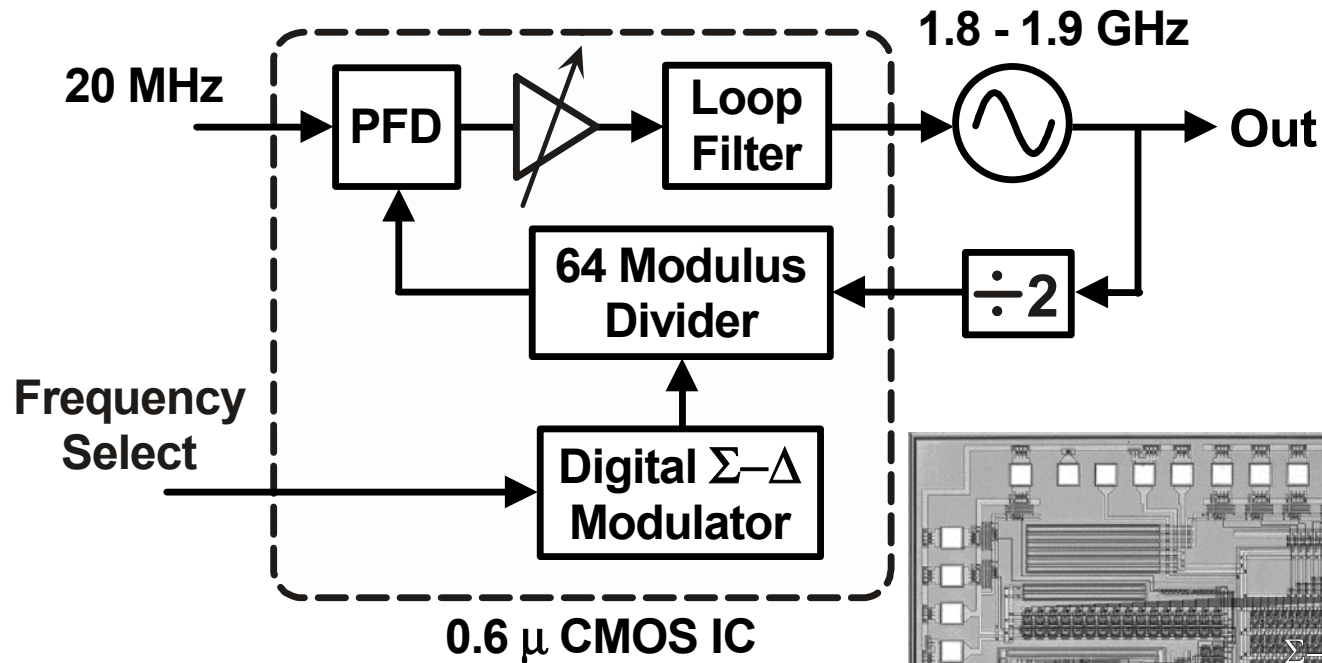 1.8 - 1.9 GHz
20 MHz
PFD
Loop
Filter
Out
64 Modulus
Divider
÷2
Frequency
Select
Digital Σ–Δ
Modulator
0.6 μ CMOS IC
Σ–